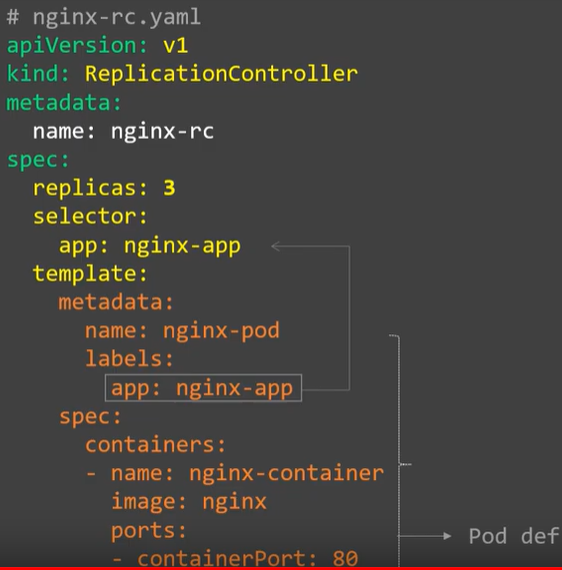 # nginx-rc.yaml
apiVersion: v1
kind: ReplicationController
metadata:
  name: nginx-rc
spec:
  replicas: 3
  selector:
    app: nginx-app
  template:
    metadata:
      name: nginx-pod
      labels:
        app: nginx-app
    spec:
      containers:
      - name: nginx-container
        image: nginx
        ports:
        - containerPort: 80
Pod def